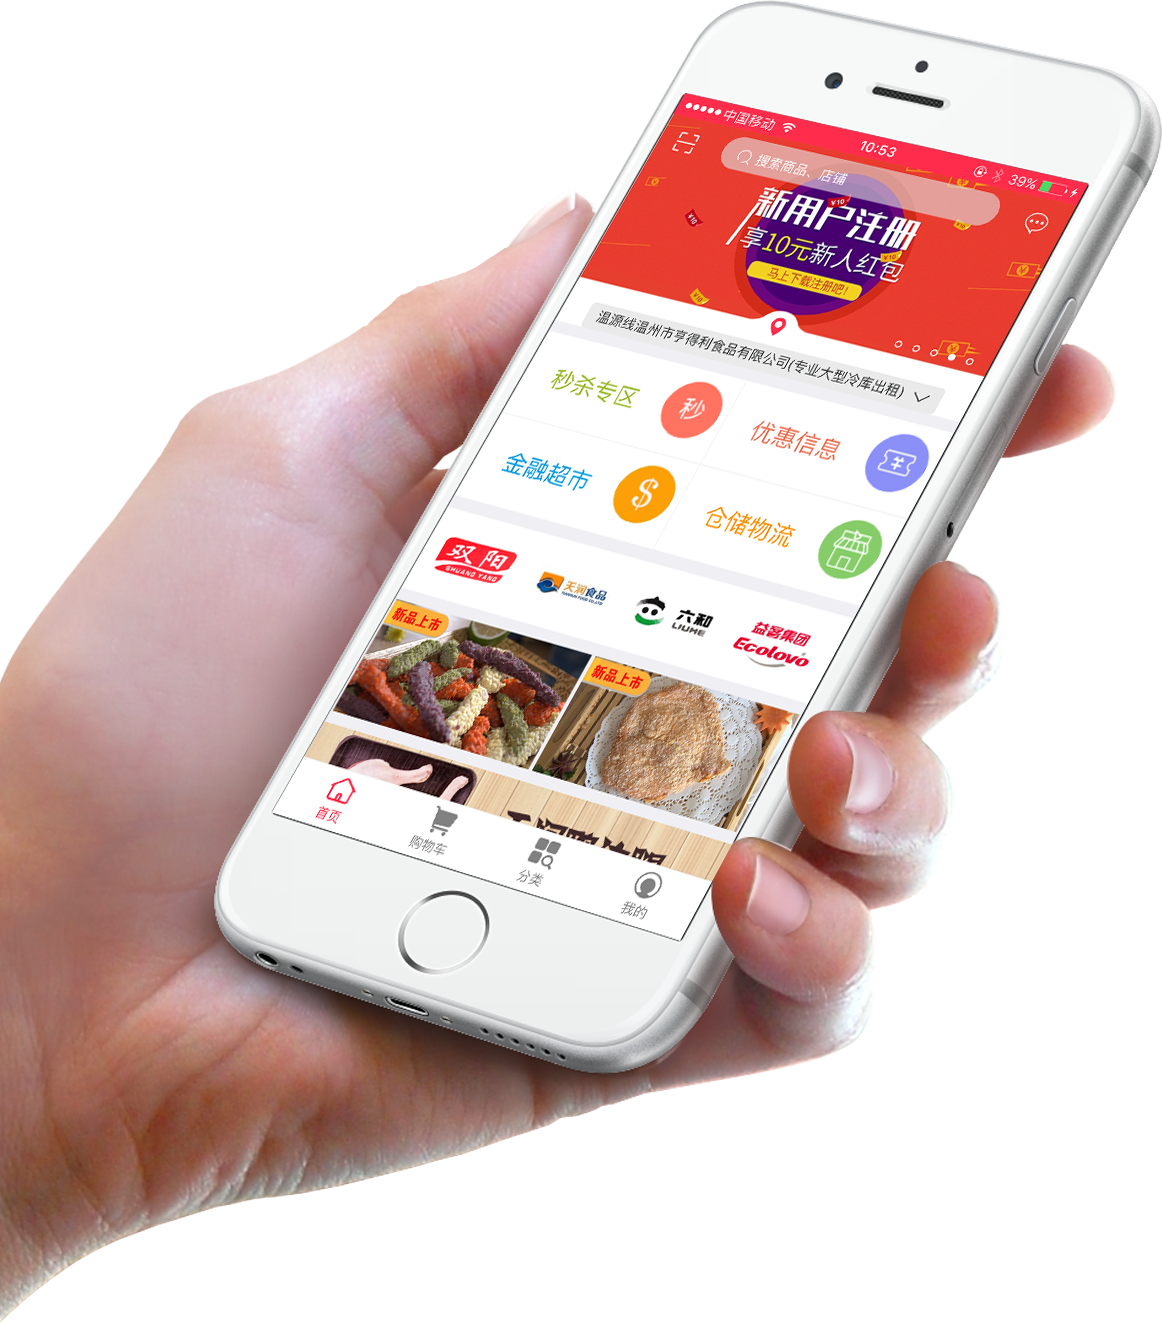 中国移动
10:53
39%
搜索商品、店铺
新用户注册
享10元新人红包
马上下载注册吧!
温源线温州市亨得利食品有限公司(专业大型冷库出租)
秒杀专区
秒
优惠信息
金融超市
$
仓储物流
双阳
SHUANG YANG
天润食品
六和
LIUHE
益客集团
Ecolovo
新品上市
新品上市
首页
购物车
分类
我的